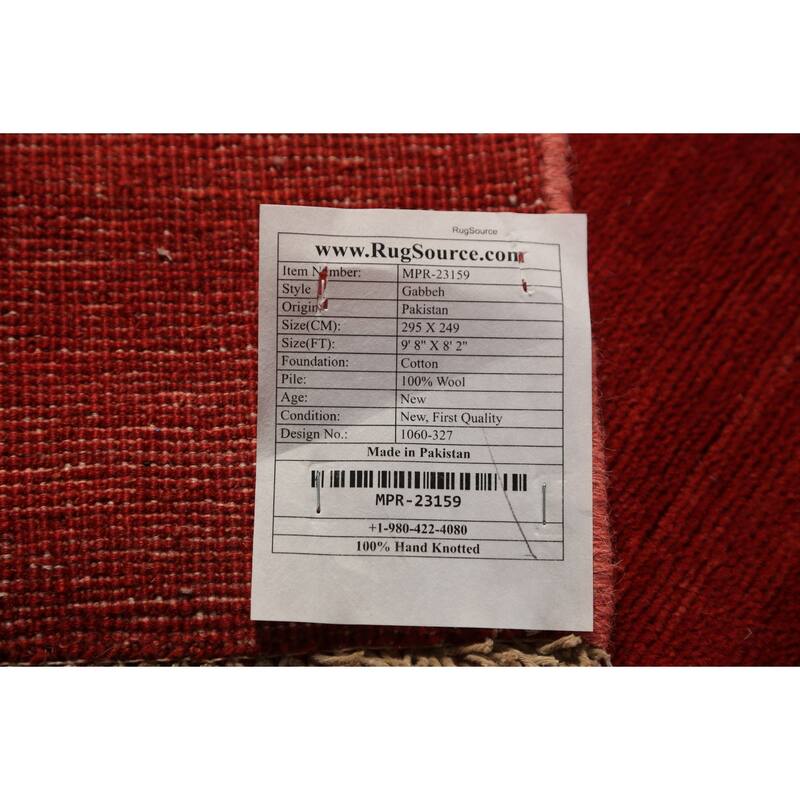 RugSource
www.RugSource.com
Item Number: MPR-23159
Style Gabbeh
Origin Pakistan
Size(CM): 295 X 249
Size(FT): 9' 8" X 8' 2"
Foundation: Cotton
Pile: 100% Wool
Age: New
Condition: New, First Quality
Design No.: 1060-327
Made in Pakistan
MPR-23159
+1-980-422-4080
100% Hand Knotted